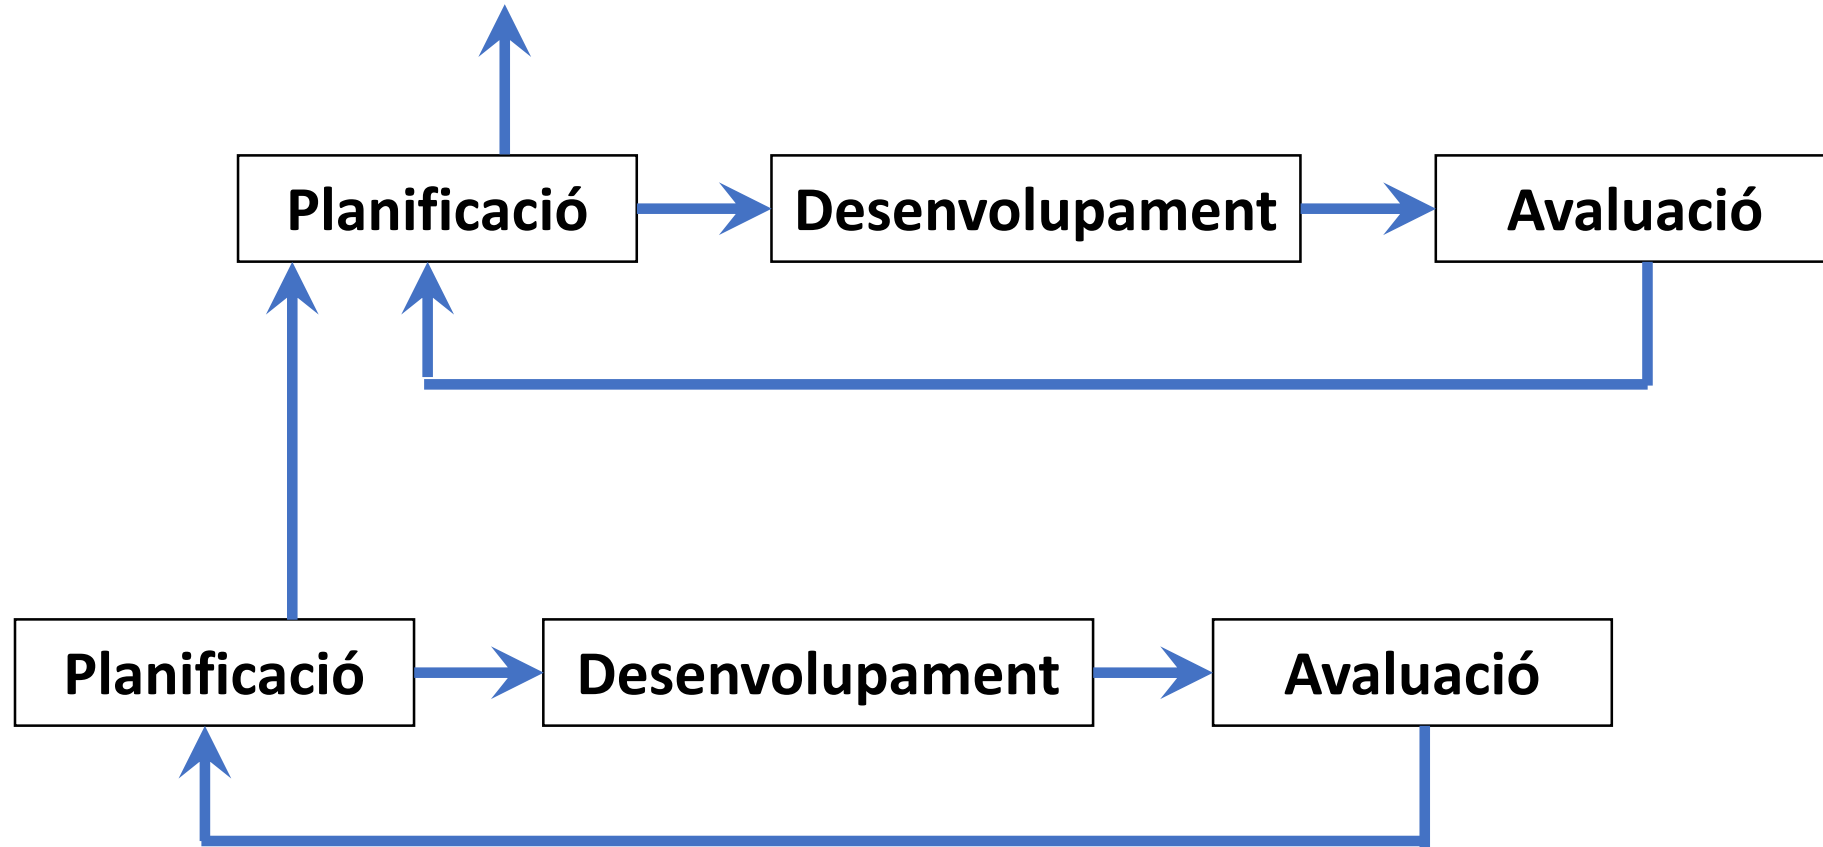 Planificació
Desenvolupament
Avaluació
Planificació
Desenvolupament
Avaluació